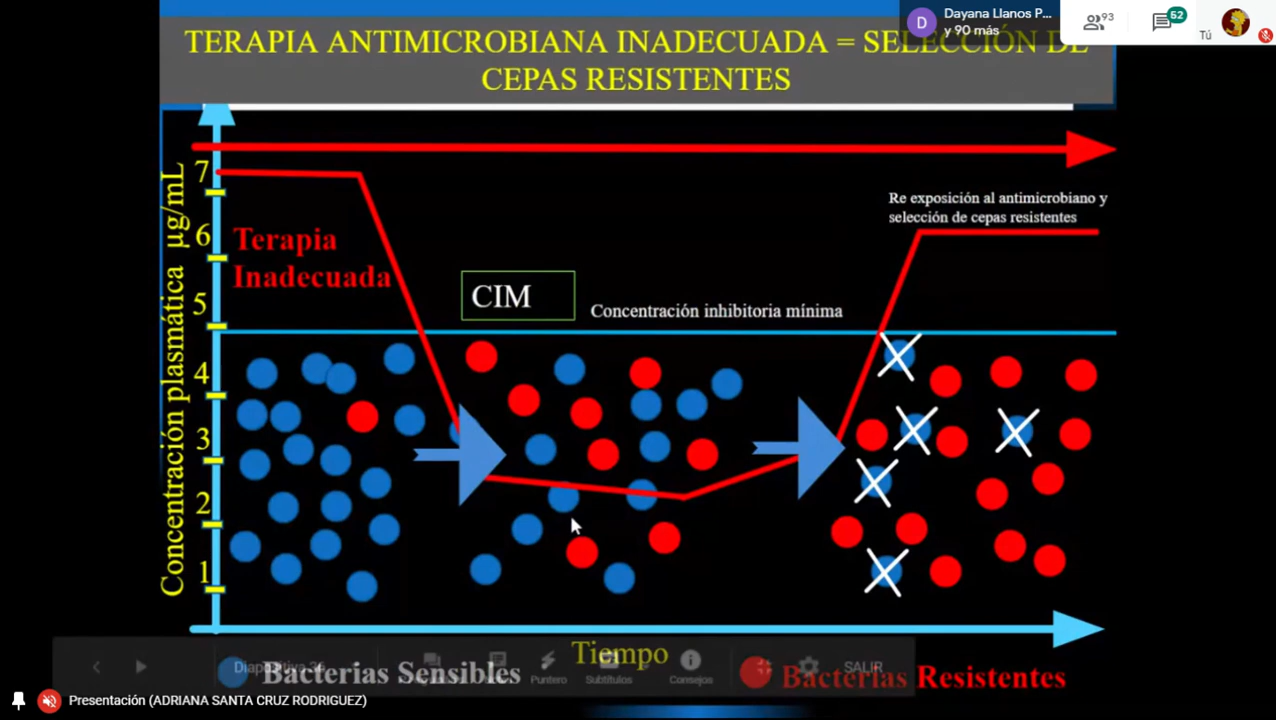 Dayana Llanos P...
y 90 más
D
93
52
Tú
TERAPIA ANTIMICROBIANA INADECUADA = SELECCIÓN DE
CEPAS RESISTENTES
Concentración plasmática µg/mL
7
6
5
4
3
2
1
Terapia
Inadecuada
CIM
Concentración inhibitoria mínima
Re exposición al antimicrobiano y
selección de cepas resistentes
Tiempo
Bacterias Sensibles
Bacterias Resistentes
Puntero
Subtítulos
Consejos
SALIR
Presentación (ADRIANA SANTA CRUZ RODRIGUEZ)